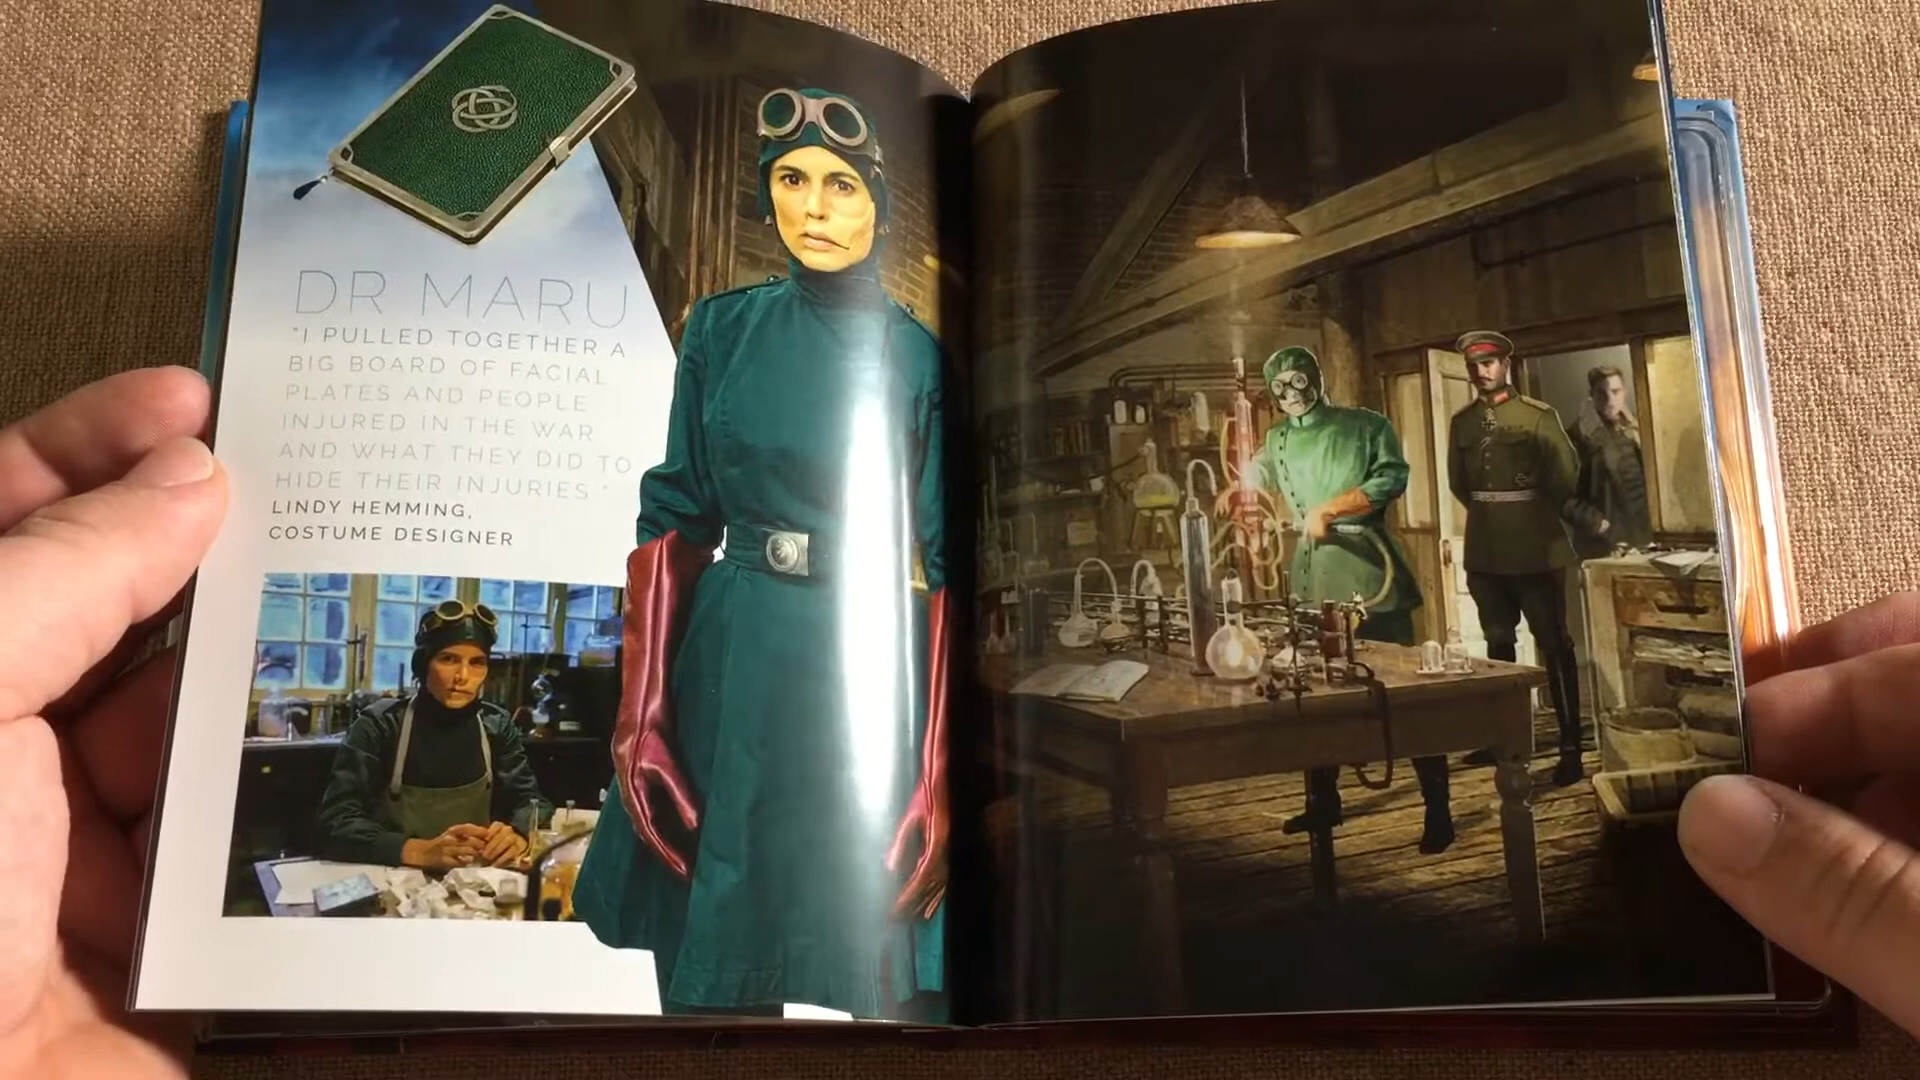 DR MARU
"I PULLED TOGETHER A
BIG BOARD OF FACIAL
PLATES AND PEOPLE
INJURED IN THE WAR
AND WHAT THEY DID TO
HIDE THEIR INJURIES "
LINDY HEMMING,
COSTUME DESIGNER